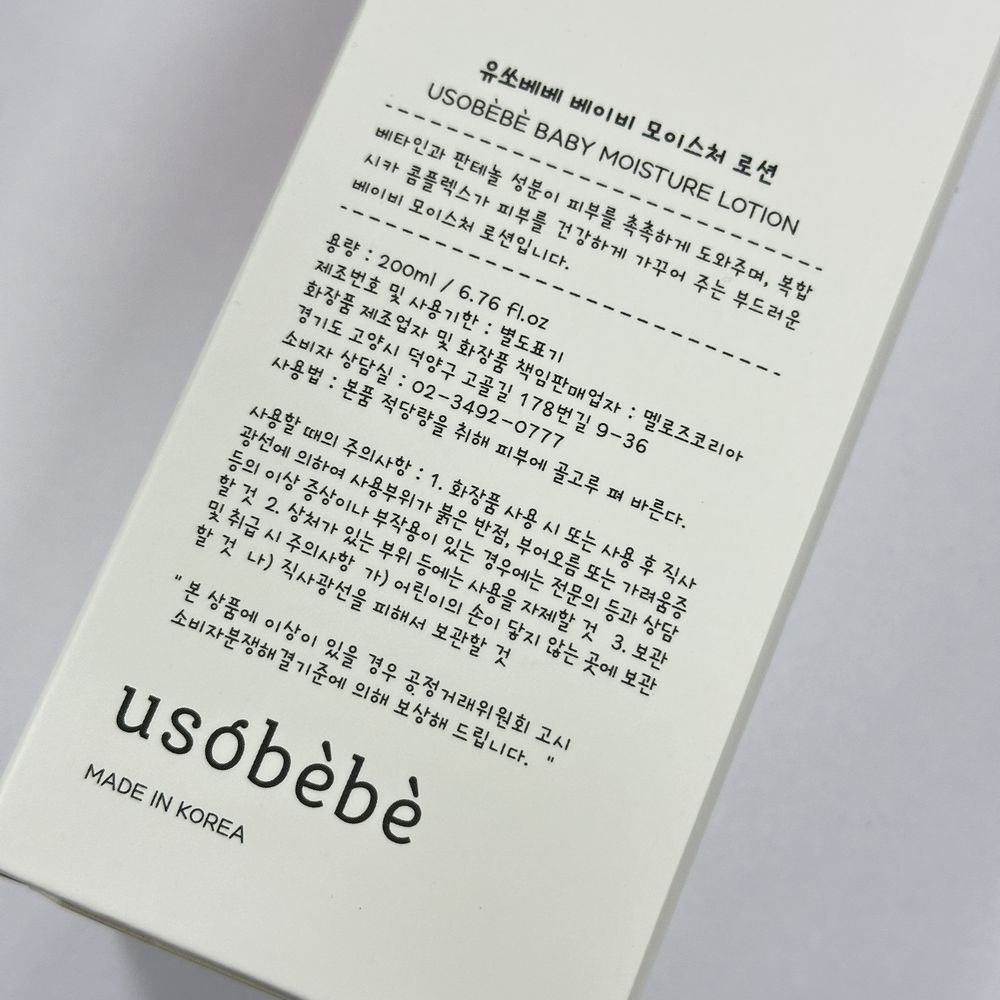 유쏘베베 베이비 모이스처 로션
USOBÈBÈ BABY MOISTURE LOTION
베타인과 판테놀 성분이 피부를 촉촉하게 도와주며, 복합
시카 콤플렉스가 피부를 건강하게 가꾸어 주는 부드러운
베이비 모이스처 로션입니다.
용량 : 200ml / 6.76 fl.oz
제조번호 및 사용기한 : 별도표기
화장품 제조업자 및 화장품 책임판매업자 : 멜로즈코리아
경기도 고양시 덕양구 고골길 178번길 9-36
소비자 상담실 : 02-3492-0777
사용법 : 본품 적당량을 취해 피부에 골고루 펴 바른다.
사용할 때의 주의사항 : 1. 화장품 사용 시 또는 사용 후 직사
광선에 의하여 사용부위가 붉은 반점, 부어오름 또는 가려움증
등의 이상 증상이나 부작용이 있는 경우에는 전문의 등과 상담
할 것 2. 상처가 있는 부위 등에는 사용을 자제할 것 3. 보관
및 취급 시 주의사항 가) 어린이의 손이 닿지 않는 곳에 보관
할 것 나) 직사광선을 피해서 보관할 것
" 본 상품에 이상이 있을 경우 공정거래위원회 고시
소비자분쟁해결기준에 의해 보상해 드립니다. "
usóbèbè
MADE IN KOREA